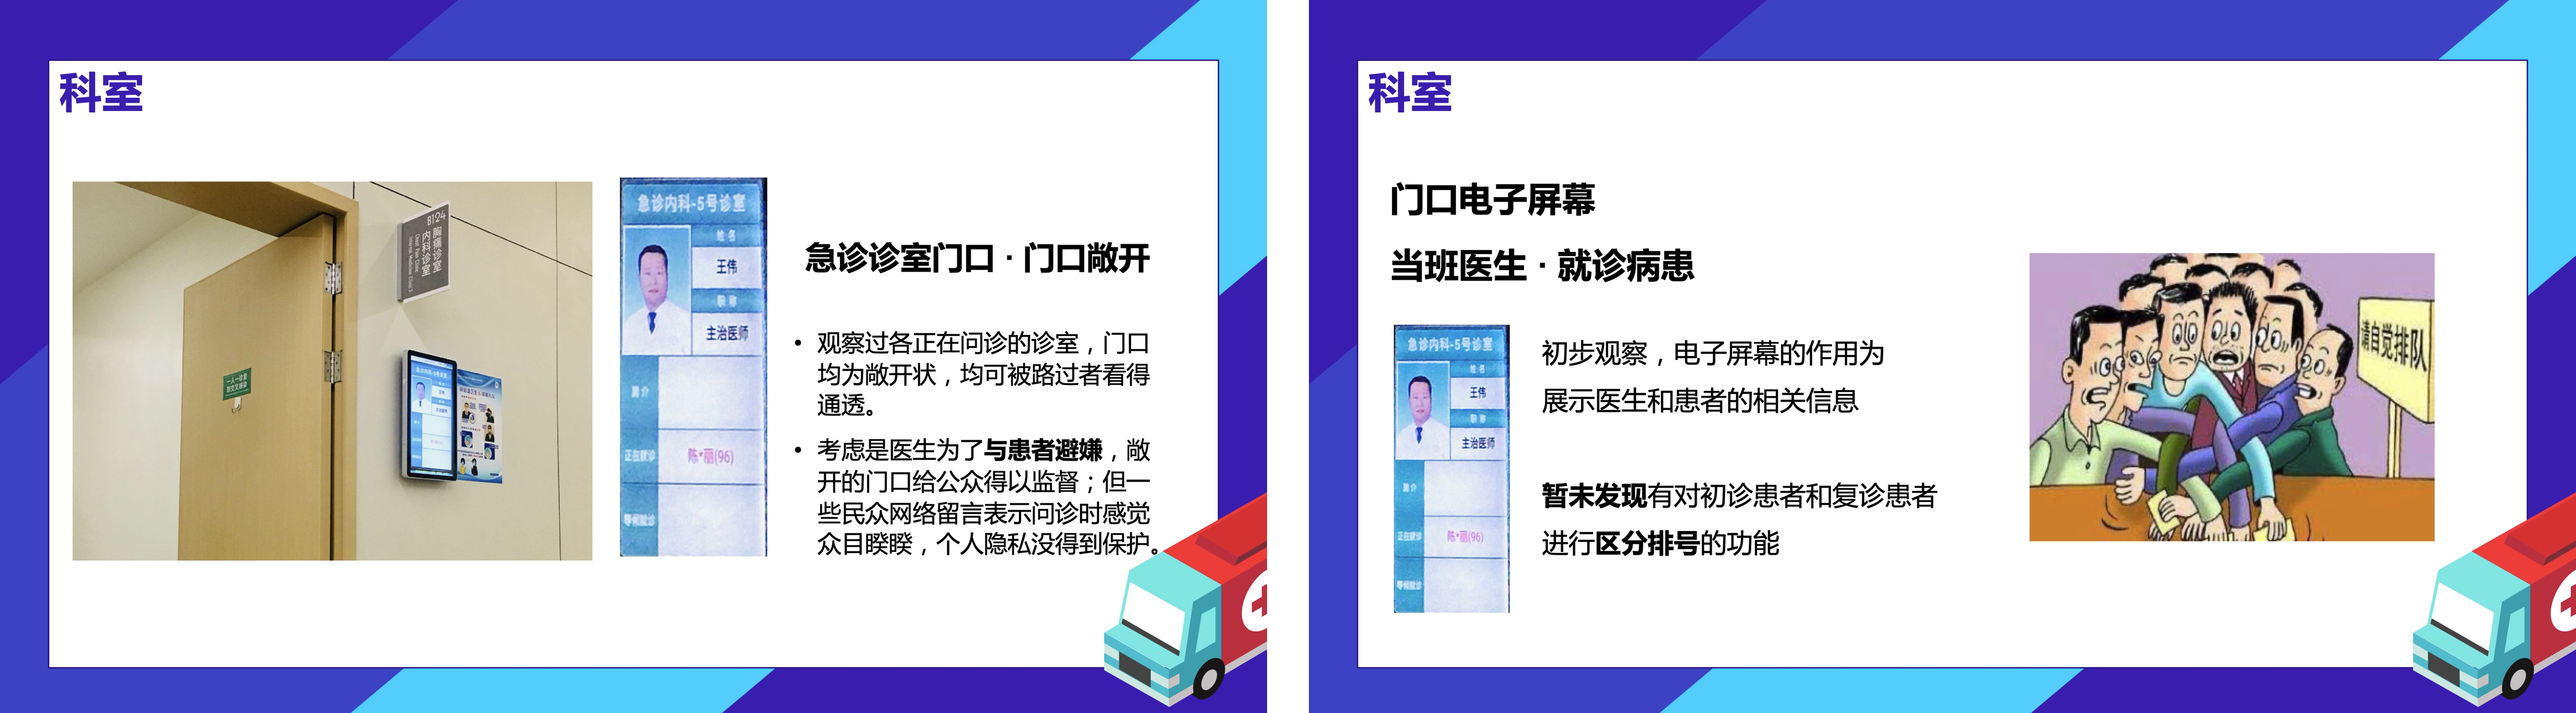 科室
B124
胸痛诊室
内科诊室
Chest Pain Clinic
一人一诊室
防交叉感染
急诊内科-5号诊室
姓名
王伟
职称
主治医师
简介
正在就诊
陈*丽(96)
等候就诊
急诊诊室门口 · 门口敞开
• 观察过各正在问诊的诊室，门口
均为敞开状，均可被路过者看得
通透。
• 考虑是医生为了与患者避嫌，敞
开的门口给公众得以监督；但一
些民众网络留言表示问诊时感觉
众目睽睽，个人隐私没得到保护。
科室
门口电子屏幕
当班医生 · 就诊病患
急诊内科-5号诊室
姓名
王伟
职称
主治医师
简介
正在就诊
陈*丽(96)
等候就诊
初步观察，电子屏幕的作用为
展示医生和患者的相关信息
暂未发现有对初诊患者和复诊患者
进行区分排号的功能
请自觉排队